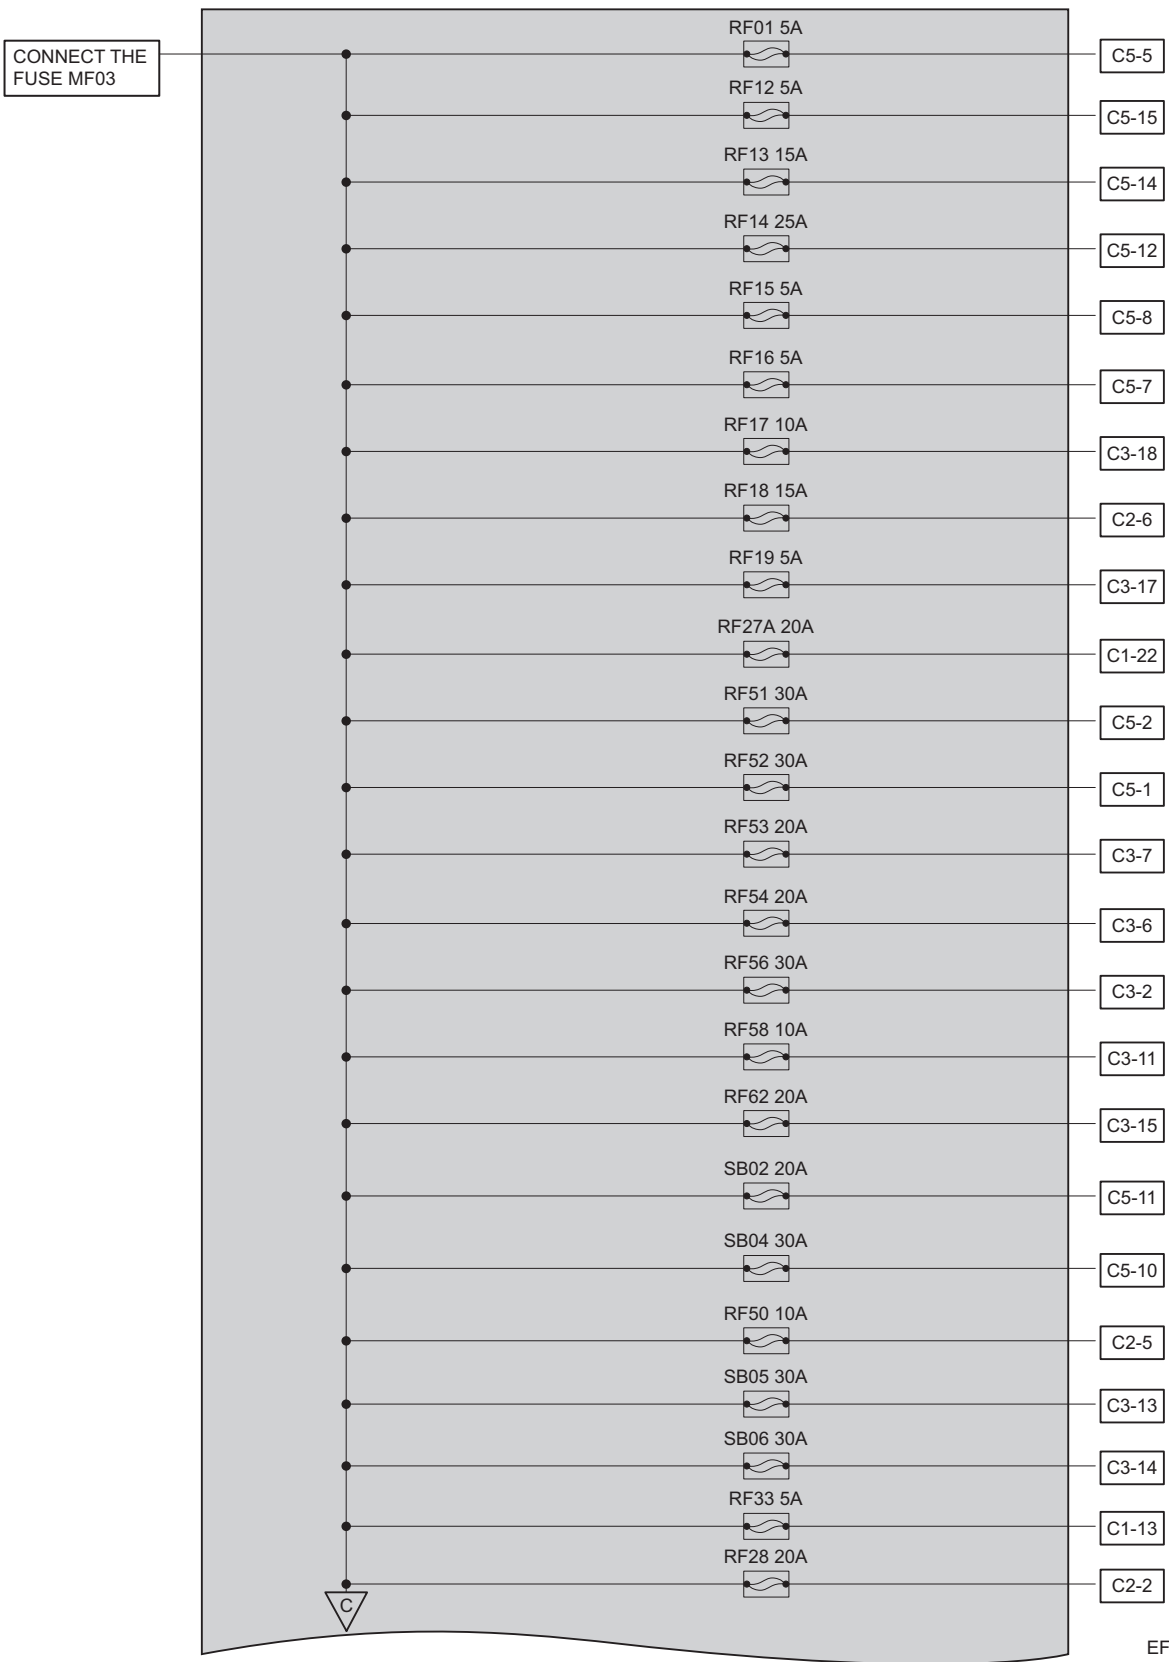 CONNECT THE
FUSE MF03
RF01 5A
C5-5
RF12 5A
C5-15
RF13 15A
C5-14
RF14 25A
C5-12
RF15 5A
C5-8
RF16 5A
C5-7
RF17 10A
C3-18
RF18 15A
C2-6
RF19 5A
C3-17
RF27A 20A
C1-22
RF51 30A
C5-2
RF52 30A
C5-1
RF53 20A
C3-7
RF54 20A
C3-6
RF56 30A
C3-2
RF58 10A
C3-11
RF62 20A
C3-15
SB02 20A
C5-11
SB04 30A
C5-10
RF50 10A
C2-5
SB05 30A
C3-13
SB06 30A
C3-14
RF33 5A
C1-13
RF28 20A
C2-2
C
EF